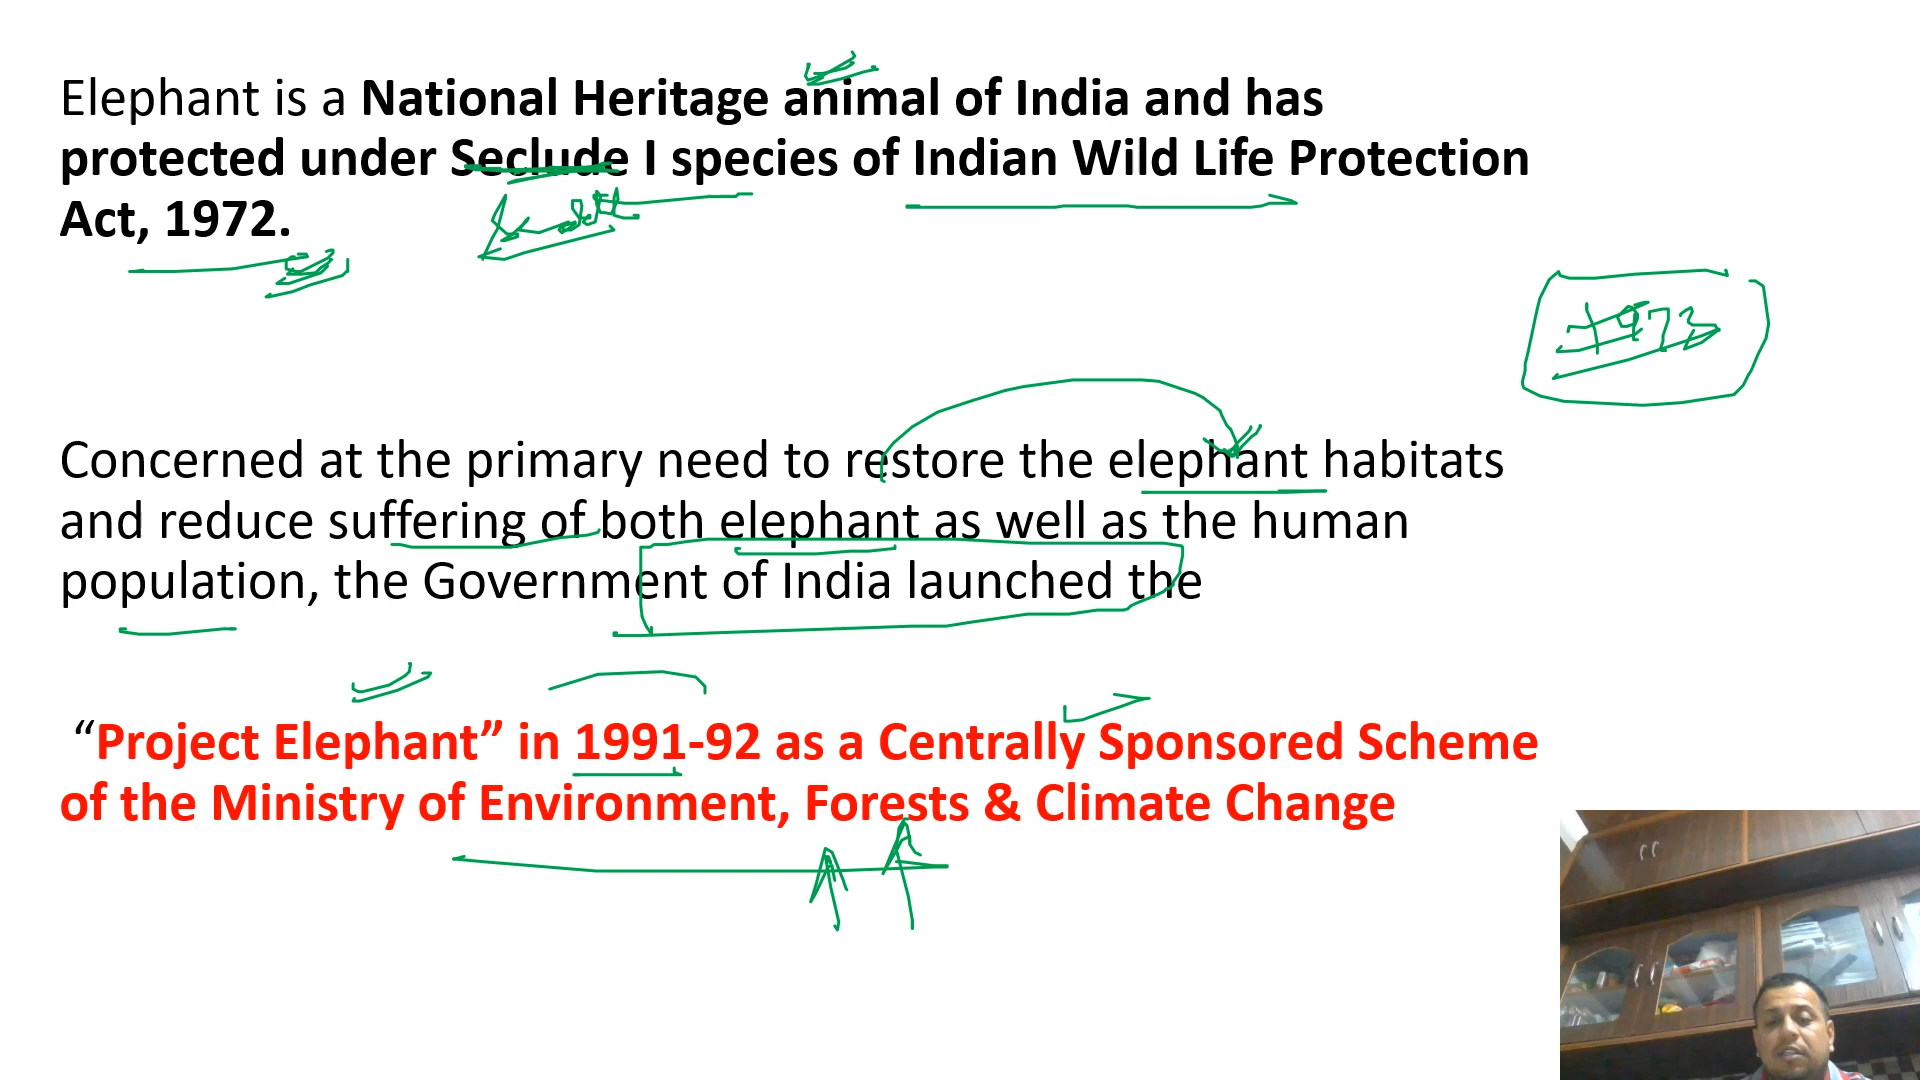 Elephant is a National Heritage animal of India and has
protected under Seclude I species of Indian Wild Life Protection
Act, 1972.
1973
Concerned at the primary need to restore the elephant habitats
and reduce suffering of both elephant as well as the human
population, the Government of India launched the
“Project Elephant” in 1991-92 as a Centrally Sponsored Scheme
of the Ministry of Environment, Forests & Climate Change